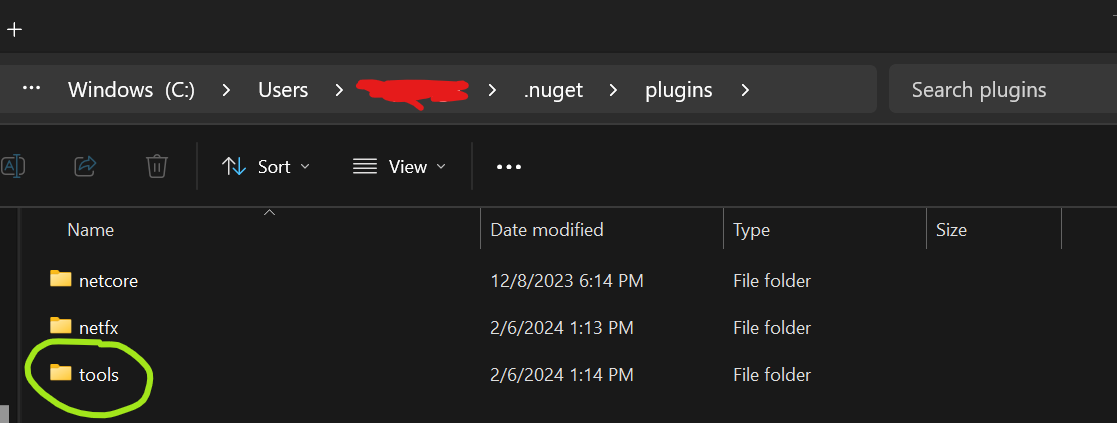 Windows (C:) > Users > > .nuget > plugins >
Search plugins
Sort
View
Name Date modified Type Size
netcore 12/8/2023 6:14 PM File folder
netfx 2/6/2024 1:13 PM File folder
tools 2/6/2024 1:14 PM File folder